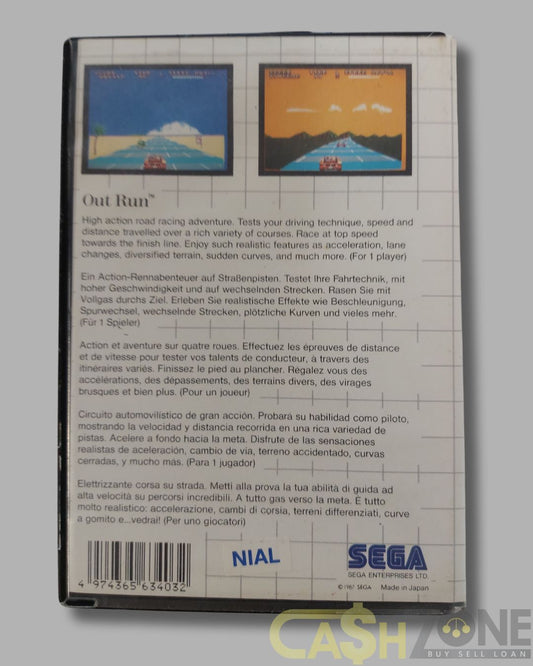 Out Run™
High action road racing adventure. Tests your driving technique, speed and
distance travelled over a rich variety of courses. Race at top speed
towards the finish line. Enjoy such realistic features as acceleration, lane
changes, diversified terrain, sudden curves, and much more. (For 1 player)
Ein Action-Rennabenteuer auf Straßenpisten. Testet Ihre Fahrtechnik, mit
hoher Geschwindigkeit und auf wechselnden Strecken. Rasen Sie mit
Vollgas durchs Ziel. Erleben Sie realistische Effekte wie Beschleunigung,
Spurwechsel, wechselnde Strecken, plötzliche Kurven und vieles mehr.
(Für 1 Spieler)
Action et aventure sur quatre roues. Effectuez les épreuves de distance
et de vitesse pour tester vos talents de conducteur, à travers des
itinéraires variés. Finissez le pied au plancher. Régalez vous des
accélérations, des dépassements, des terrains divers, des virages
brusques et bien plus. (Pour un joueur)
Circuito automovilístico de gran acción. Probará su habilidad como piloto,
mostrando la velocidad y distancia recorrida en una rica variedad de
pistas. Acelere a fondo hacia la meta. Disfrute de las sensaciones
realistas de aceleración, cambio de via, terreno accidentado, curvas
cerradas, y mucho más. (Para 1 jugador)
Elettrizzante corsa su strada. Metti alla prova la tua abilità di guida ad
alta velocità su percorsi incredibili. A tutto gas verso la meta. È tutto
molto realistico: accelerazione, cambi di corsia, terreni differenziati, curve
a gomito e...vedrai! (Per uno giocatori)
4 974365 634032
NIAL
SEGA
SEGA ENTERPRISES LTD.
©1987 SEGA Made in Japan
CA$HZONE
BUY SELL LOAN